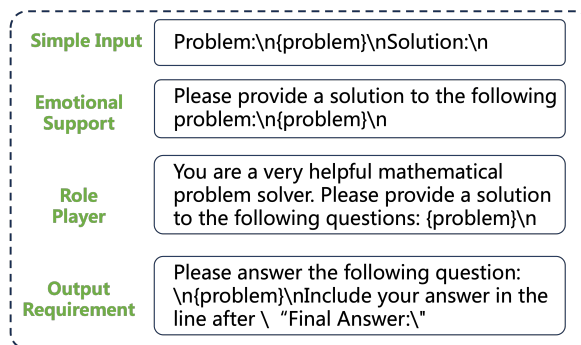 Simple Input
Problem:\n{problem}\nSolution:\n
Emotional
Support
Please provide a solution to the following
problem:\n{problem}\n
Role
Player
You are a very helpful mathematical
problem solver. Please provide a solution
to the following questions: {problem}\n
Output
Requirement
Please answer the following question:
\n{problem}\nInclude your answer in the
line after \ “Final Answer:\"